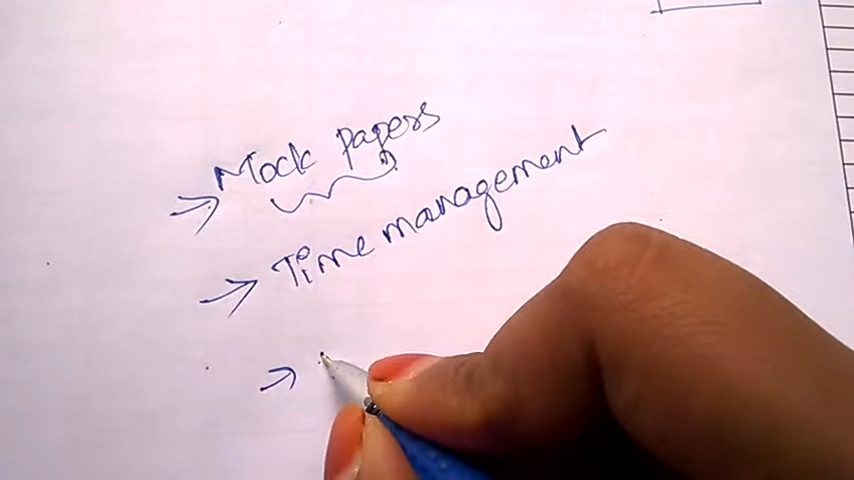 → Mock papers
→ Time management
→